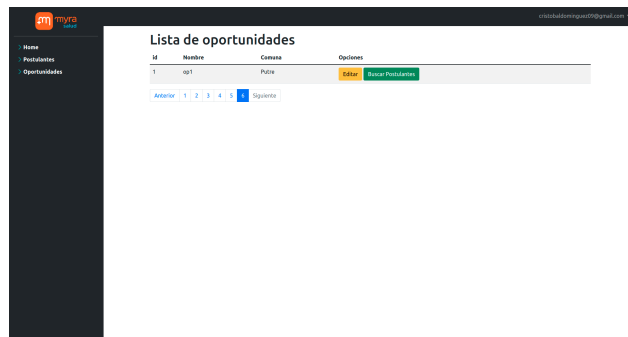 myra
salud
cristobaldominguez09@gmail.com
Home
Postulantes
Oportunidades
Lista de oportunidades
id Nombre Comuna Opciones
1 op1 Putre Editar Buscar Postulantes
Anterior 1 2 3 4 5 6 Siguiente